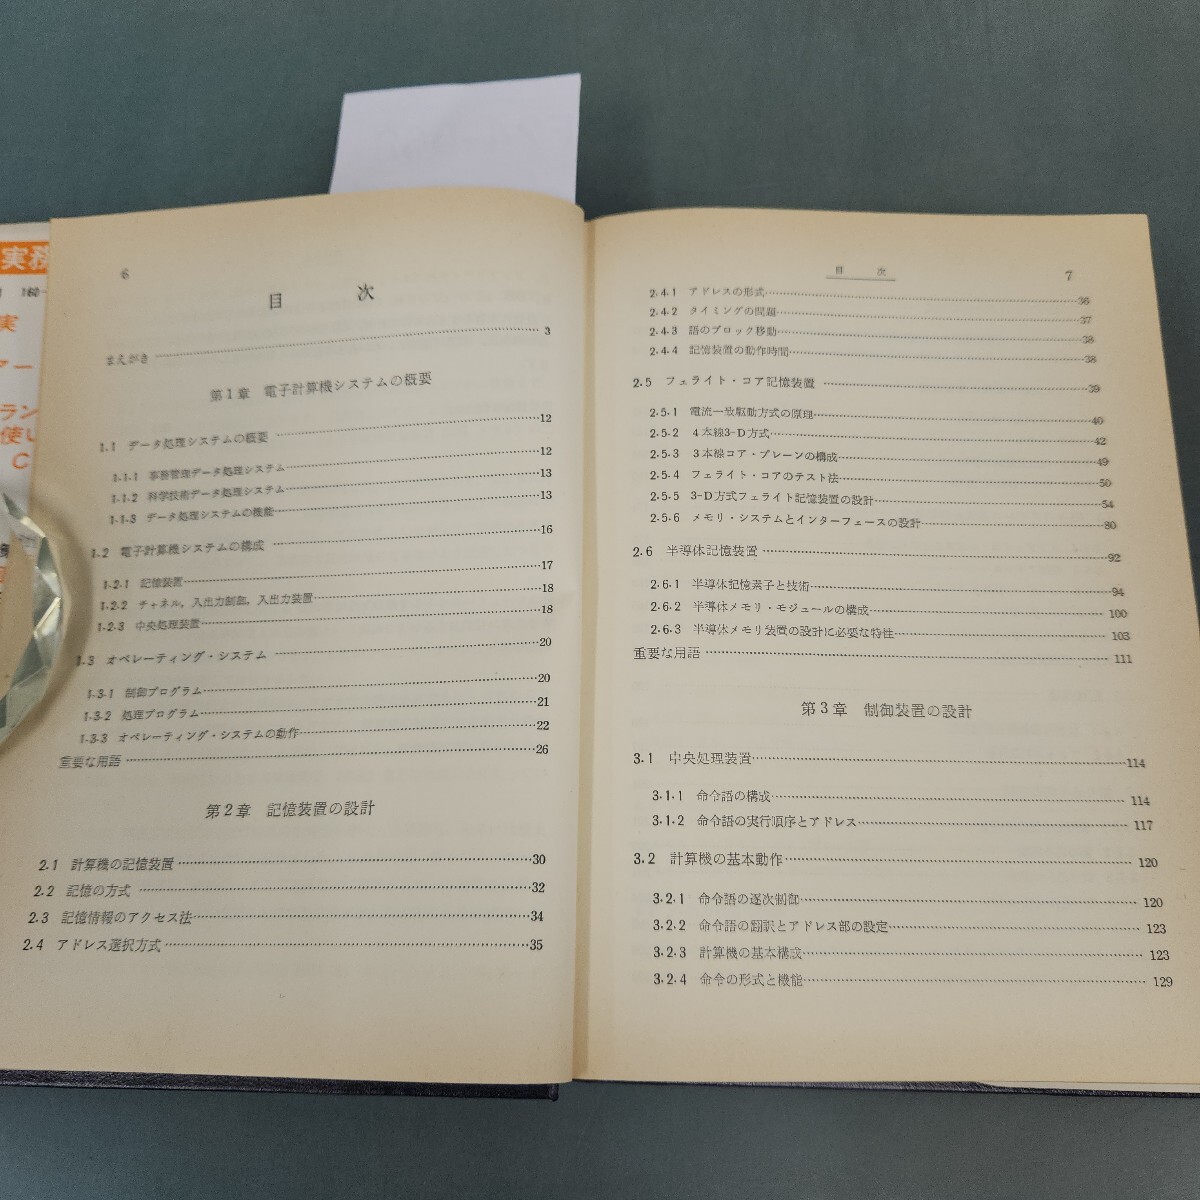 実務
実
アー
ラン
使い
C
6
目 次
まえがき 3
第1章 電子計算機システムの概要
1.1 データ処理システムの概要 12
1.1.1 事務管理データ処理システム 12
1.1.2 科学技術データ処理システム 13
1.1.3 データ処理システムの機能 13
1.2 電子計算機システムの構成 16
1.2.1 記憶装置 17
1.2.2 チャネル,入出力制御,入出力装置 18
1.2.3 中央処理装置 18
1.3 オペレーティング・システム 20
1.3.1 制御プログラム 20
1.3.2 処理プログラム 21
1.3.3 オペレーティング・システムの動作 22
重要な用語 26
第2章 記憶装置の設計
2.1 計算機の記憶装置 30
2.2 記憶の方式 32
2.3 記憶情報のアクセス法 34
2.4 アドレス選択方式 35
目 次 7
2.4.1 アドレスの形式 36
2.4.2 タイミングの問題 37
2.4.3 語のブロック移動 38
2.4.4 記憶装置の動作時間 38
2.5 フェライト・コア記憶装置 39
2.5.1 電流一致駆動方式の原理 40
2.5.2 4本線3-D方式 42
2.5.3 3本線コア・プレーンの構成 49
2.5.4 フェライト・コアのテスト法 50
2.5.5 3-D方式フェライト記憶装置の設計 54
2.5.6 メモリ・システムとインターフェースの設計 80
2.6 半導体記憶装置 92
2.6.1 半導体記憶素子と技術 94
2.6.2 半導体メモリ・モジュールの構成 100
2.6.3 半導体メモリ装置の設計に必要な特性 103
重要な用語 111
第3章 制御装置の設計
3.1 中央処理装置 114
3.1.1 命令語の構成 114
3.1.2 命令語の実行順序とアドレス 117
3.2 計算機の基本動作 120
3.2.1 命令語の逐次制御 120
3.2.2 命令語の翻訳とアドレス部の設定 123
3.2.3 計算機の基本構成 123
3.2.4 命令の形式と機能 129